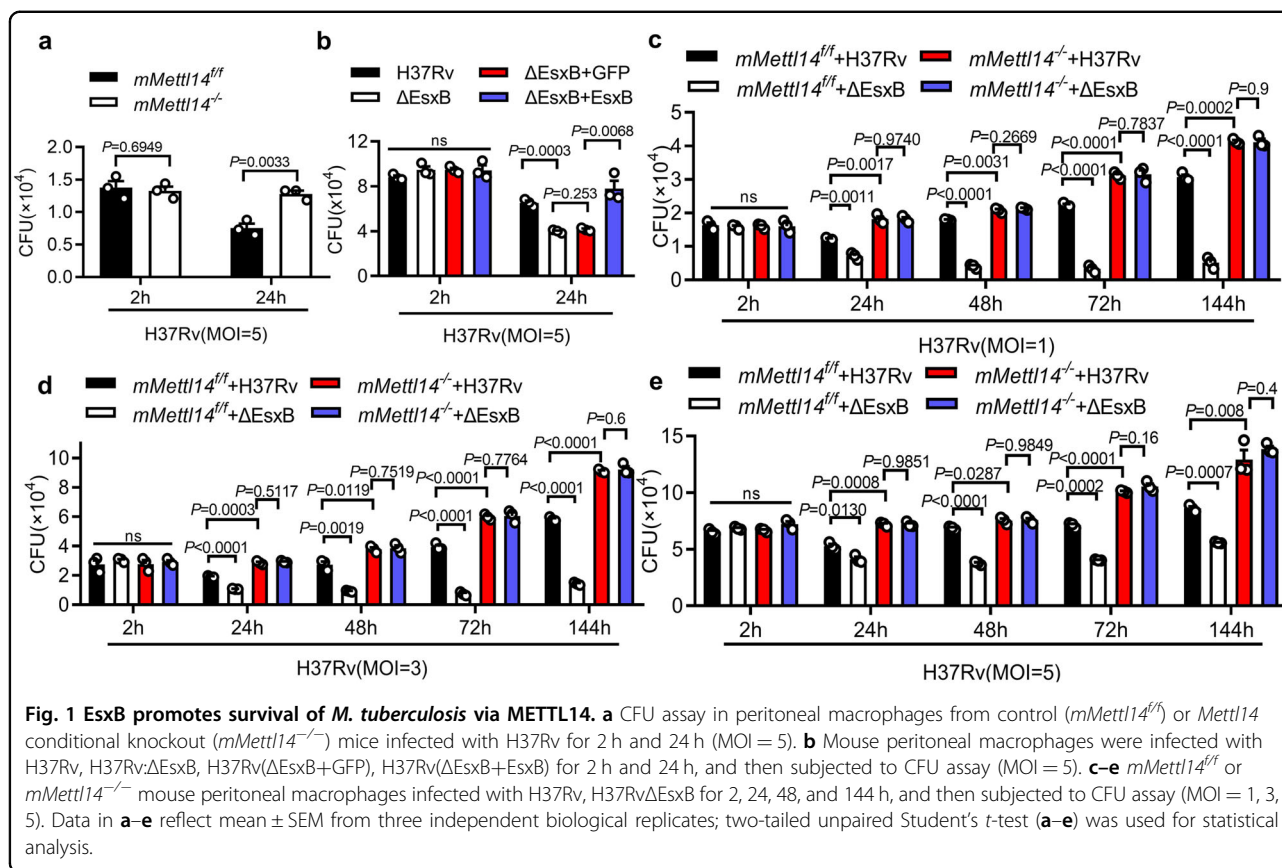 a
mMettl14f/f
mMettl14-/-
P=0.6949
P=0.0033
CFU(×10⁴)
2.0
1.5
1.0
0.5
0.0
2h
24h
H37Rv(MOI=5)
b
H37Rv
ΔEsxB+GFP
ΔEsxB
ΔEsxB+EsxB
ns
P=0.0003
P=0.0068
P=0.253
CFU(×10⁴)
12
8
4
0
2h
24h
H37Rv(MOI=5)
c
mMettl14f/f+H37Rv
mMettl14-/-+H37Rv
mMettl14f/f+ΔEsxB
mMettl14-/-+ΔEsxB
ns
P=0.9740
P=0.0017
P=0.0011
P=0.2669
P=0.0031
P<0.0001
P=0.7837
P<0.0001
P<0.0001
P=0.9
P=0.0002
P<0.0001
CFU(×10⁴)
5
4
2
1
0
2h
24h
48h
72h
144h
H37Rv(MOI=1)
d
mMettl14f/f+H37Rv
mMettl14-/-+H37Rv
mMettl14f/f+ΔEsxB
mMettl14-/-+ΔEsxB
ns
P=0.5117
P=0.0003
P<0.0001
P=0.7519
P=0.0119
P=0.0019
P=0.7764
P<0.0001
P<0.0001
P=0.6
P<0.0001
P<0.0001
CFU(×10⁴)
10
8
6
4
2
0
2h
24h
48h
72h
144h
H37Rv(MOI=3)
e
mMettl14f/f+H37Rv
mMettl14-/-+H37Rv
mMettl14f/f+ΔEsxB
mMettl14-/-+ΔEsxB
ns
P=0.9851
P=0.0008
P=0.0130
P=0.9849
P=0.0287
P<0.0001
P=0.16
P<0.0001
P=0.0002
P=0.4
P=0.008
P=0.0007
CFU(×10⁴)
15
10
5
0
2h
24h
48h
72h
144h
H37Rv(MOI=5)
Fig. 1 EsxB promotes survival of M. tuberculosis via METTL14. a CFU assay in peritoneal macrophages from control (mMettl14f/f) or Mettl14
conditional knockout (mMettl14−/−) mice infected with H37Rv for 2 h and 24 h (MOI = 5). b Mouse peritoneal macrophages were infected with
H37Rv, H37Rv:ΔEsxB, H37Rv(ΔEsxB+GFP), H37Rv(ΔEsxB+EsxB) for 2 h and 24 h, and then subjected to CFU assay (MOI = 5). c–e mMettl14f/f or
mMettl14−/− mouse peritoneal macrophages infected with H37Rv, H37RvΔEsxB for 2, 24, 48, and 144 h, and then subjected to CFU assay (MOI = 1, 3,
5). Data in a–e reflect mean ± SEM from three independent biological replicates; two-tailed unpaired Student's t-test (a–e) was used for statistical
analysis.